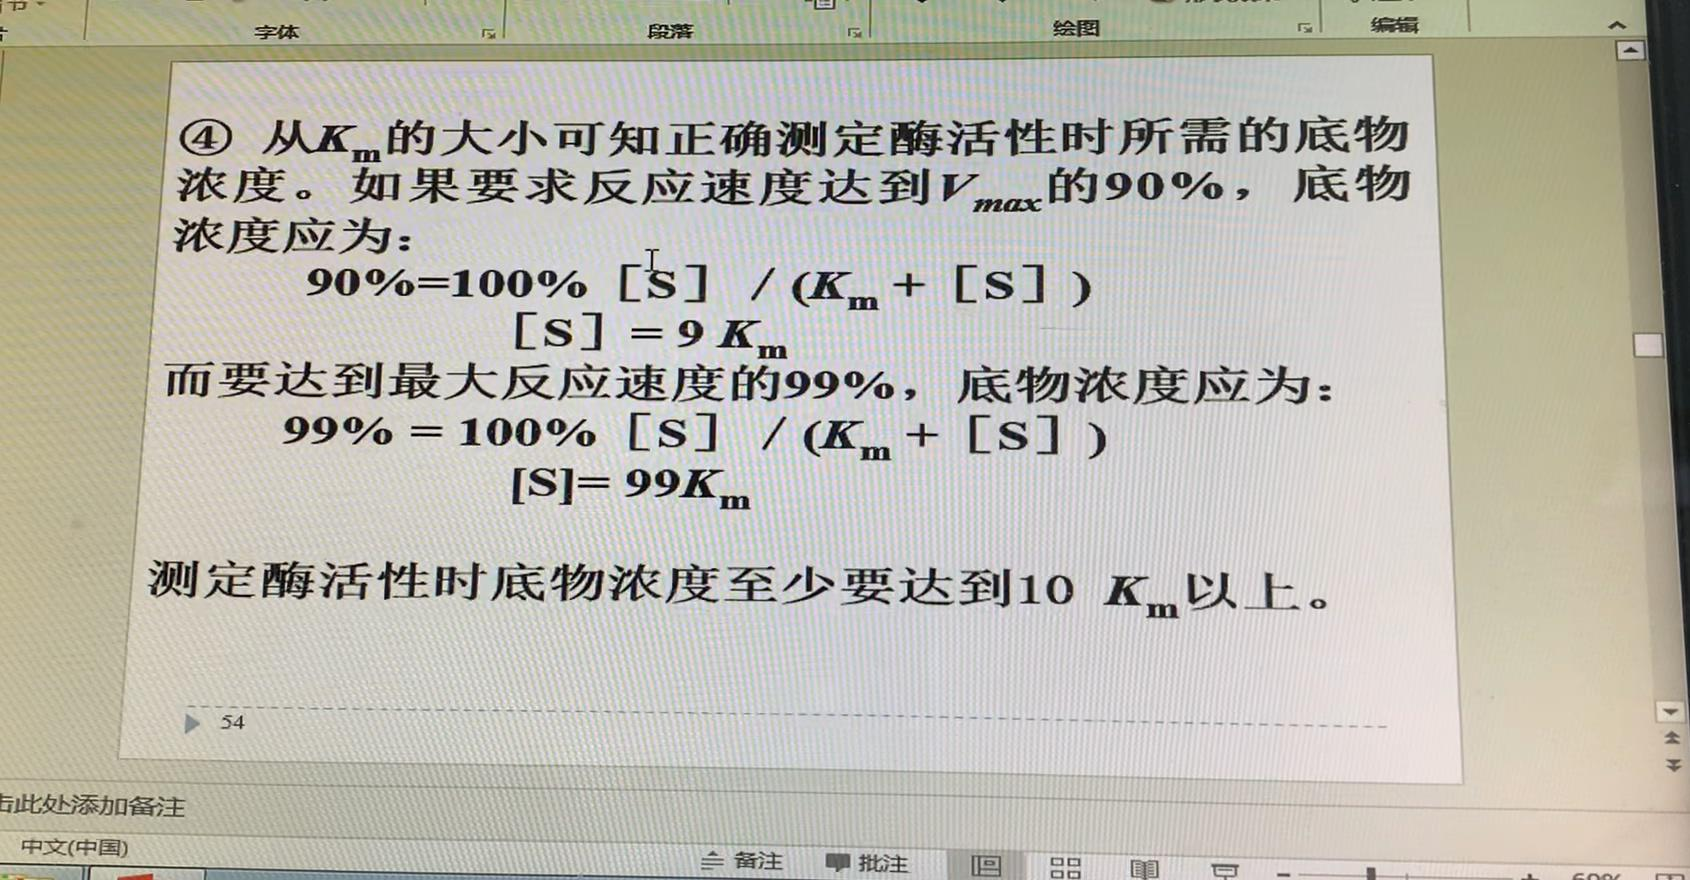 字体 段落 绘图 编辑
④ 从Km的大小可知正确测定酶活性时所需的底物
浓度。如果要求反应速度达到Vmax的90%，底物
浓度应为：
90%=100%［S］/(Km＋［S］)
［S］=9 Km
而要达到最大反应速度的99%，底物浓度应为：
99% = 100%［S］/(Km＋［S］)
[S]= 99Km
测定酶活性时底物浓度至少要达到10 Km以上。
54
此处添加备注
中文(中国) 备注 批注